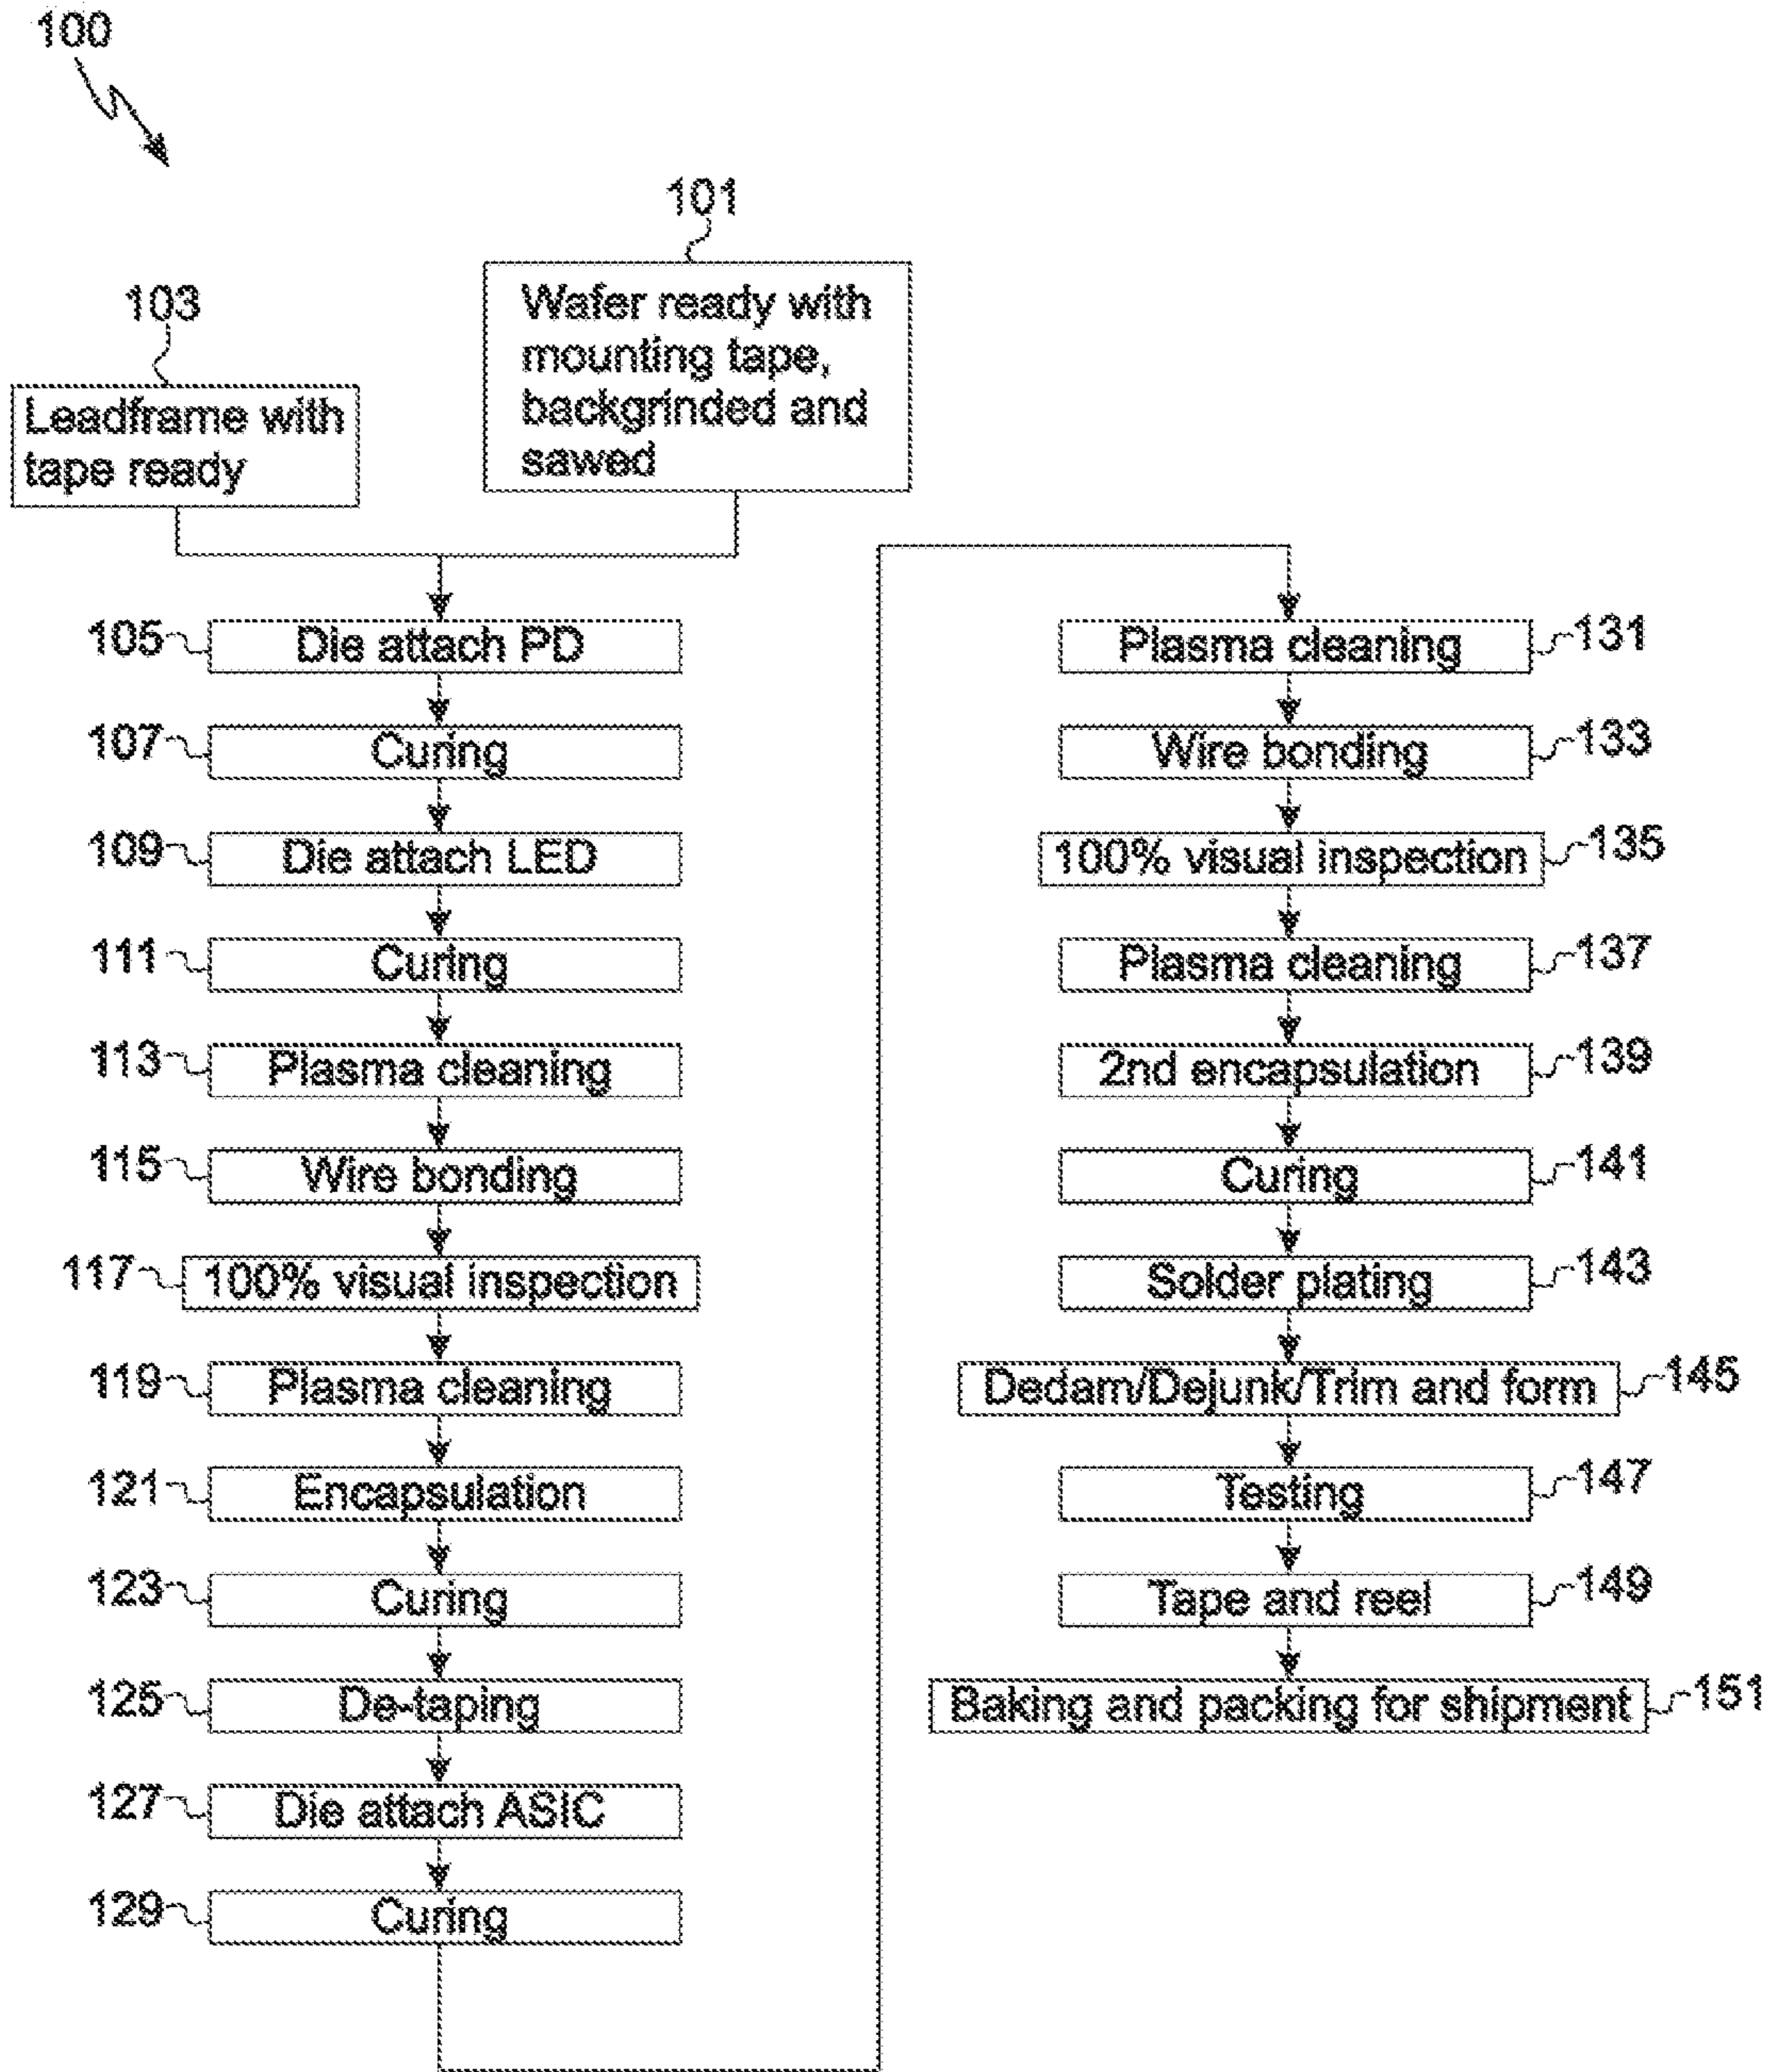 100
101
103
Wafer ready with
mounting tape,
backgrinded and
sawed
Leadframe with
tape ready
105 Die attach PD
107 Curing
109 Die attach LED
111 Curing
113 Plasma cleaning
115 Wire bonding
117 100% visual inspection
119 Plasma cleaning
121 Encapsulation
123 Curing
125 De-taping
127 Die attach ASIC
129 Curing
Plasma cleaning 131
Wire bonding 133
100% visual inspection 135
Plasma cleaning 137
2nd encapsulation 139
Curing 141
Solder plating 143
Dedam/Dejunk/Trim and form 145
Testing 147
Tape and reel 149
Baking and packing for shipment 151